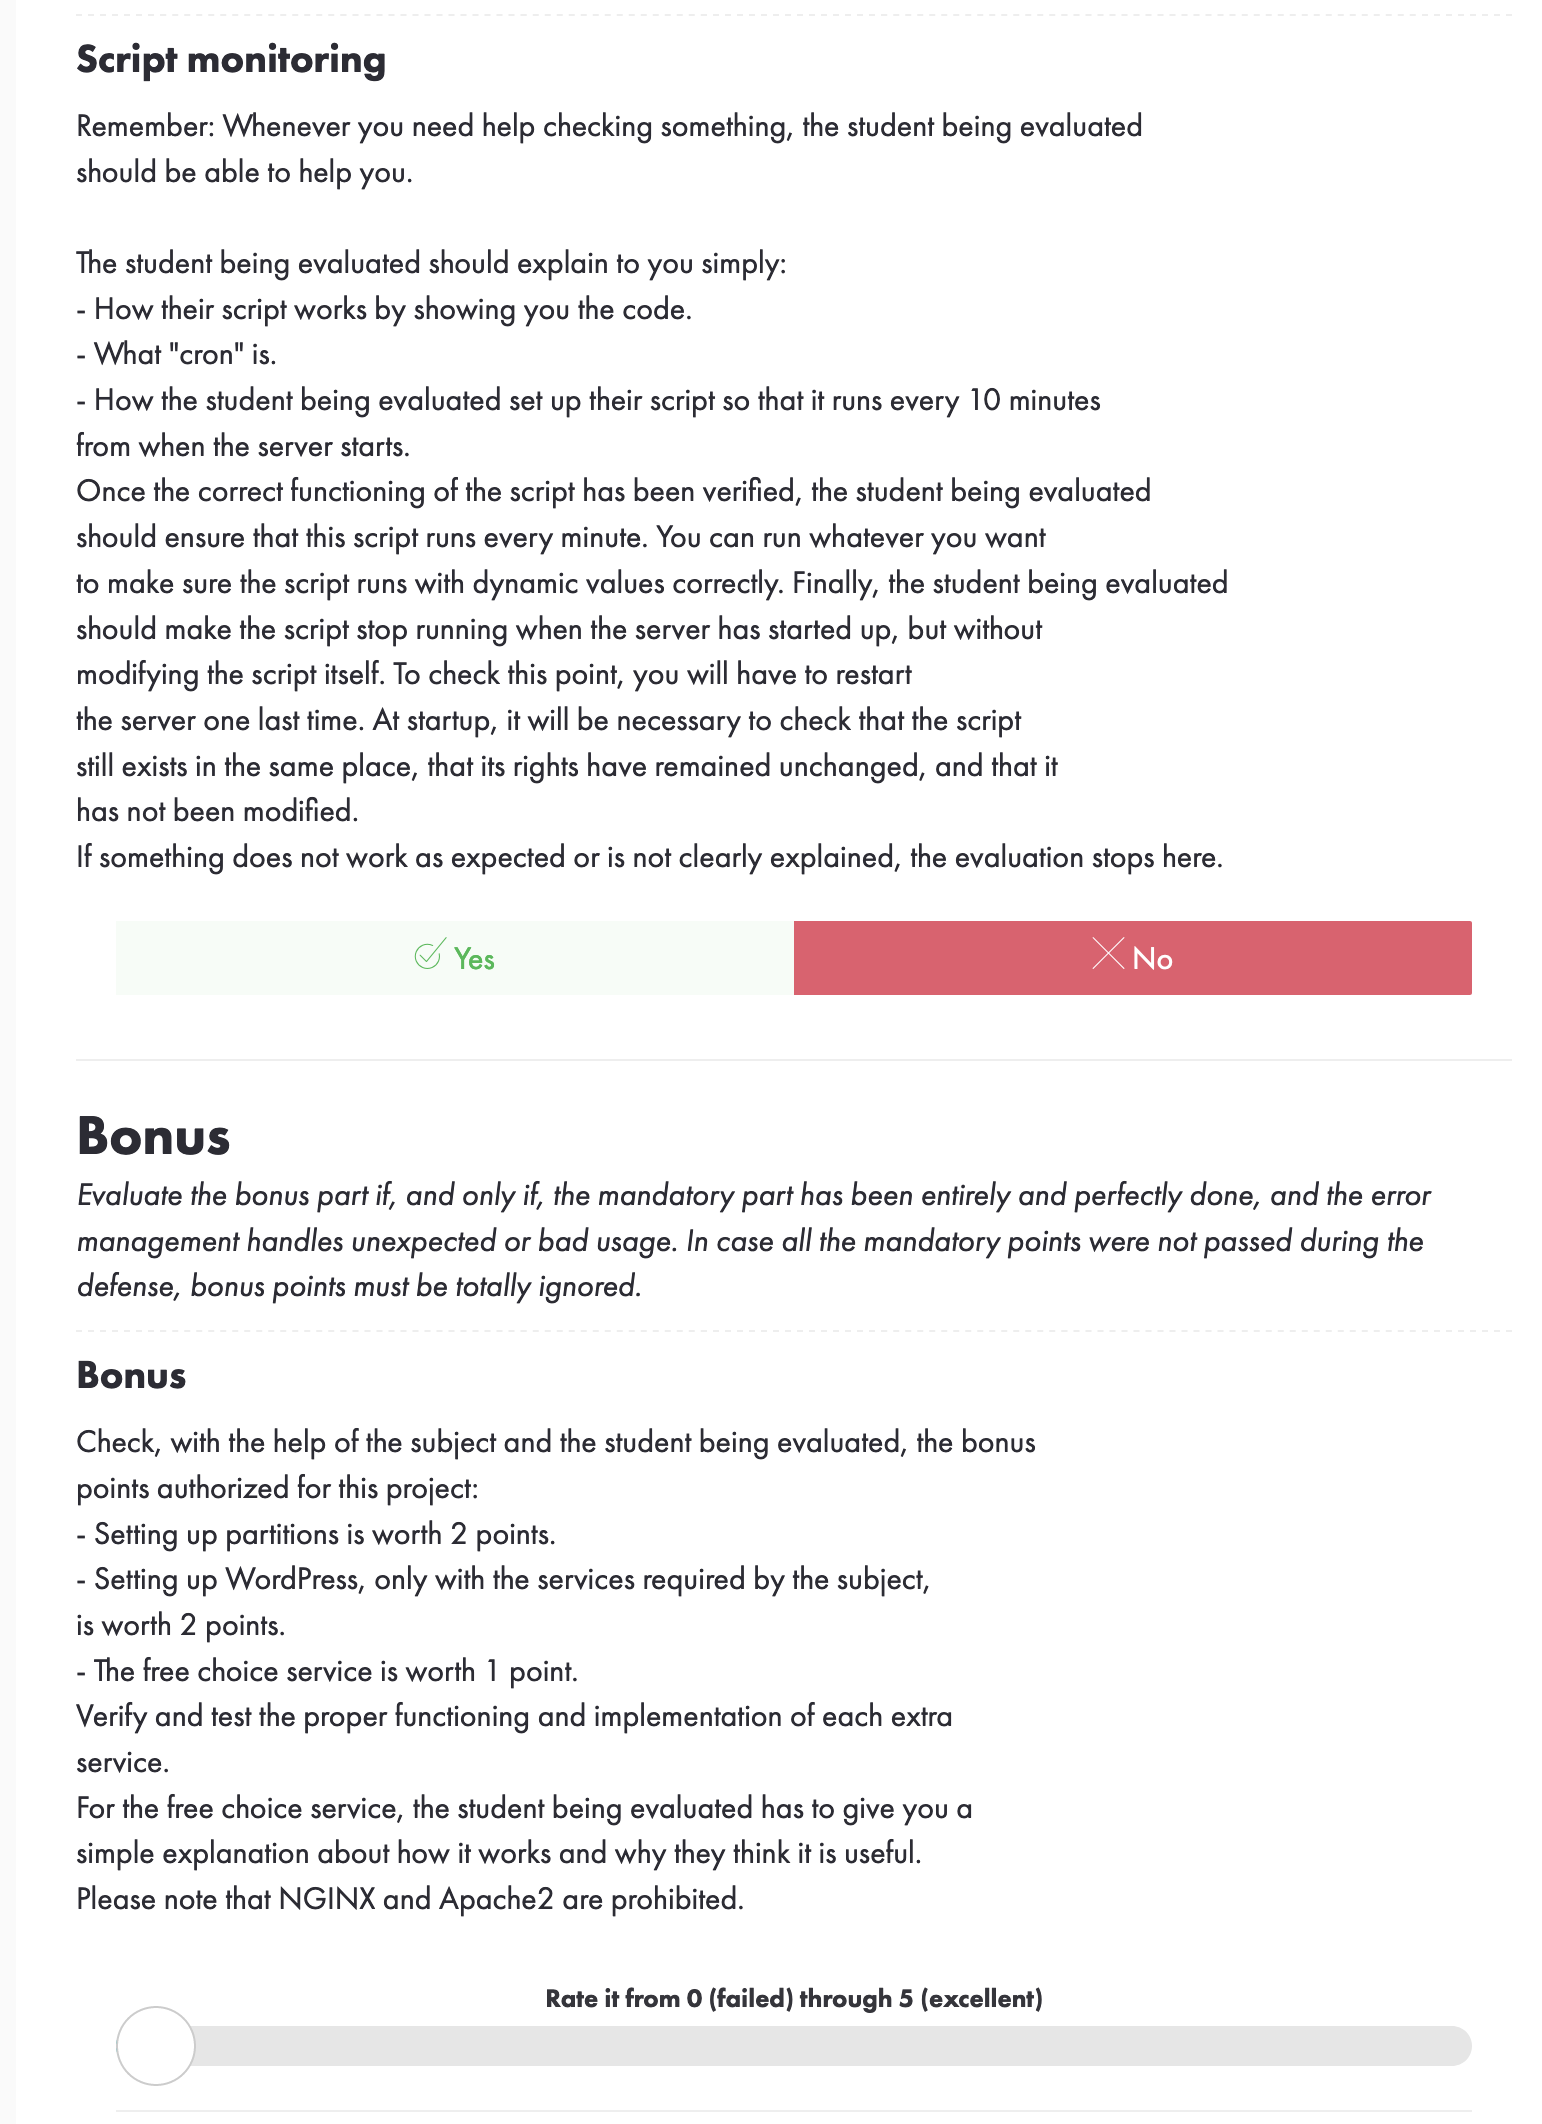 Script monitoring
Remember: Whenever you need help checking something, the student being evaluated
should be able to help you.
The student being evaluated should explain to you simply:
- How their script works by showing you the code.
- What "cron" is.
- How the student being evaluated set up their script so that it runs every 10 minutes
from when the server starts.
Once the correct functioning of the script has been verified, the student being evaluated
should ensure that this script runs every minute. You can run whatever you want
to make sure the script runs with dynamic values correctly. Finally, the student being evaluated
should make the script stop running when the server has started up, but without
modifying the script itself. To check this point, you will have to restart
the server one last time. At startup, it will be necessary to check that the script
still exists in the same place, that its rights have remained unchanged, and that it
has not been modified.
If something does not work as expected or is not clearly explained, the evaluation stops here.
Yes
No
Bonus
Evaluate the bonus part if, and only if, the mandatory part has been entirely and perfectly done, and the error
management handles unexpected or bad usage. In case all the mandatory points were not passed during the
defense, bonus points must be totally ignored.
Bonus
Check, with the help of the subject and the student being evaluated, the bonus
points authorized for this project:
- Setting up partitions is worth 2 points.
- Setting up WordPress, only with the services required by the subject,
is worth 2 points.
- The free choice service is worth 1 point.
Verify and test the proper functioning and implementation of each extra
service.
For the free choice service, the student being evaluated has to give you a
simple explanation about how it works and why they think it is useful.
Please note that NGINX and Apache2 are prohibited.
Rate it from 0 (failed) through 5 (excellent)